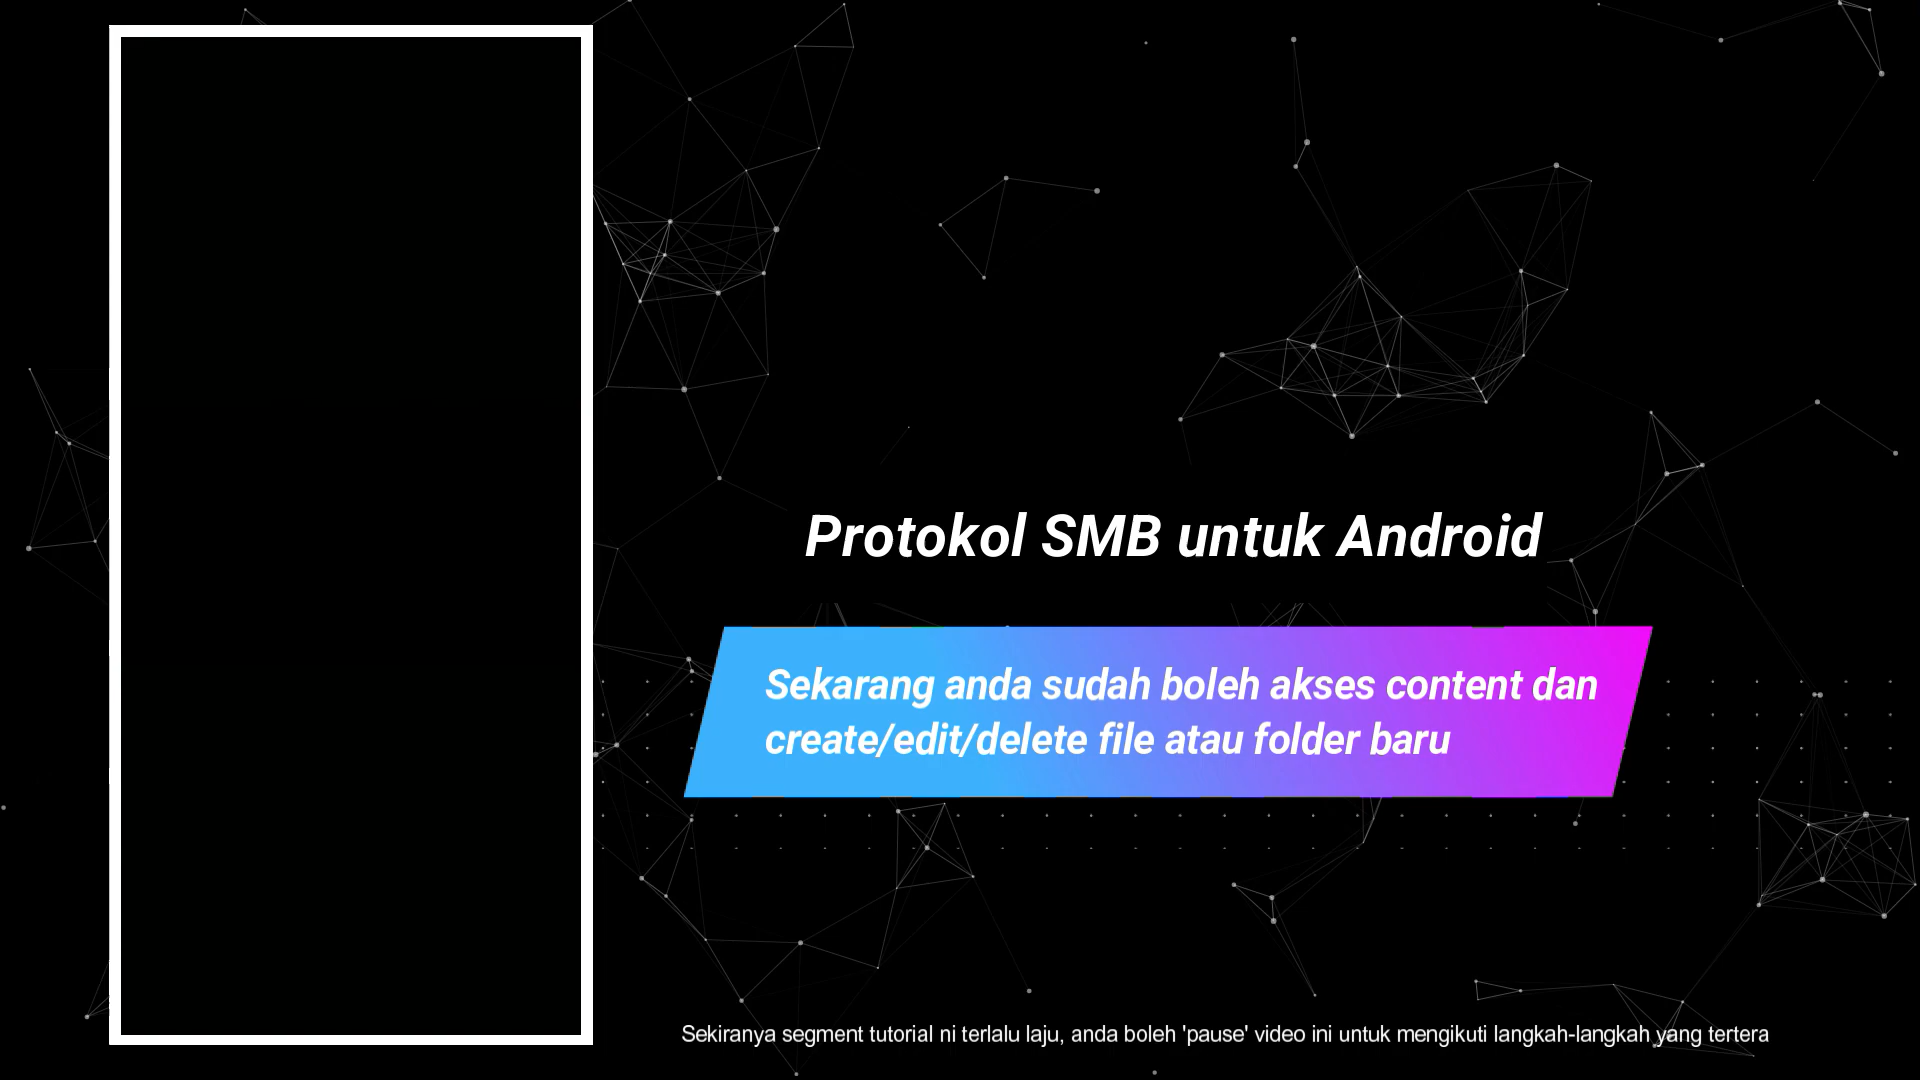 Protokol SMB untuk Android
Sekarang anda sudah boleh akses content dan
create/edit/delete file atau folder baru
Sekiranya segment tutorial ni terlalu laju, anda boleh 'pause' video ini untuk mengikuti langkah-langkah yang tertera